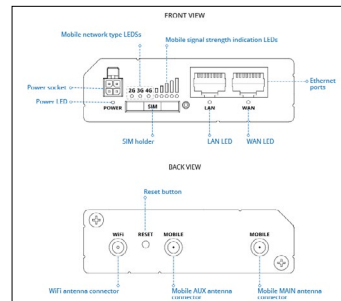 FRONT VIEW
Mobile network type LEDSs
Mobile signal strength indication LEDs
Power socket
2G 3G 4G
Ethernet
ports
Power LED
POWER
SIM
LAN
WAN
SIM holder
LAN LED
WAN LED
BACK VIEW
Reset button
WiFi
RESET
MOBILE
MOBILE
WiFi antenna connector
Mobile AUX antenna
connector
Mobile MAIN antenna
connector